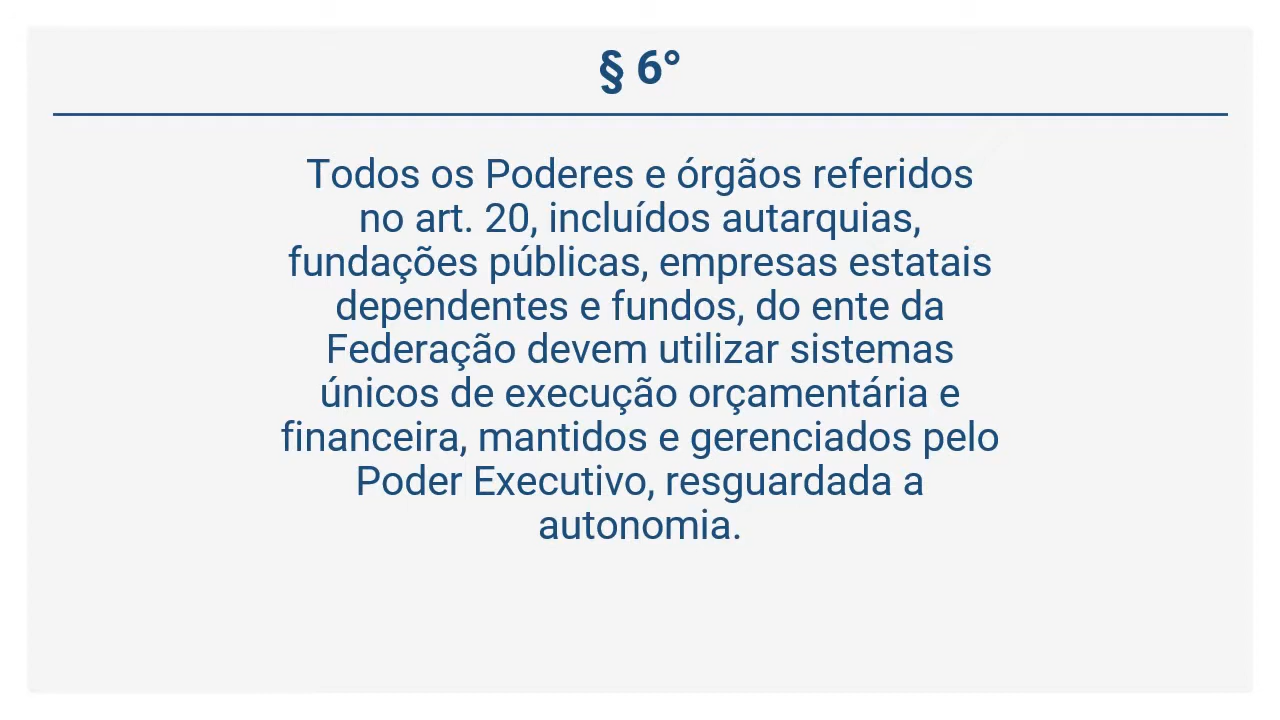 § 6°
Todos os Poderes e órgãos referidos
no art. 20, incluídos autarquias,
fundações públicas, empresas estatais
dependentes e fundos, do ente da
Federação devem utilizar sistemas
únicos de execução orçamentária e
financeira, mantidos e gerenciados pelo
Poder Executivo, resguardada a
autonomia.